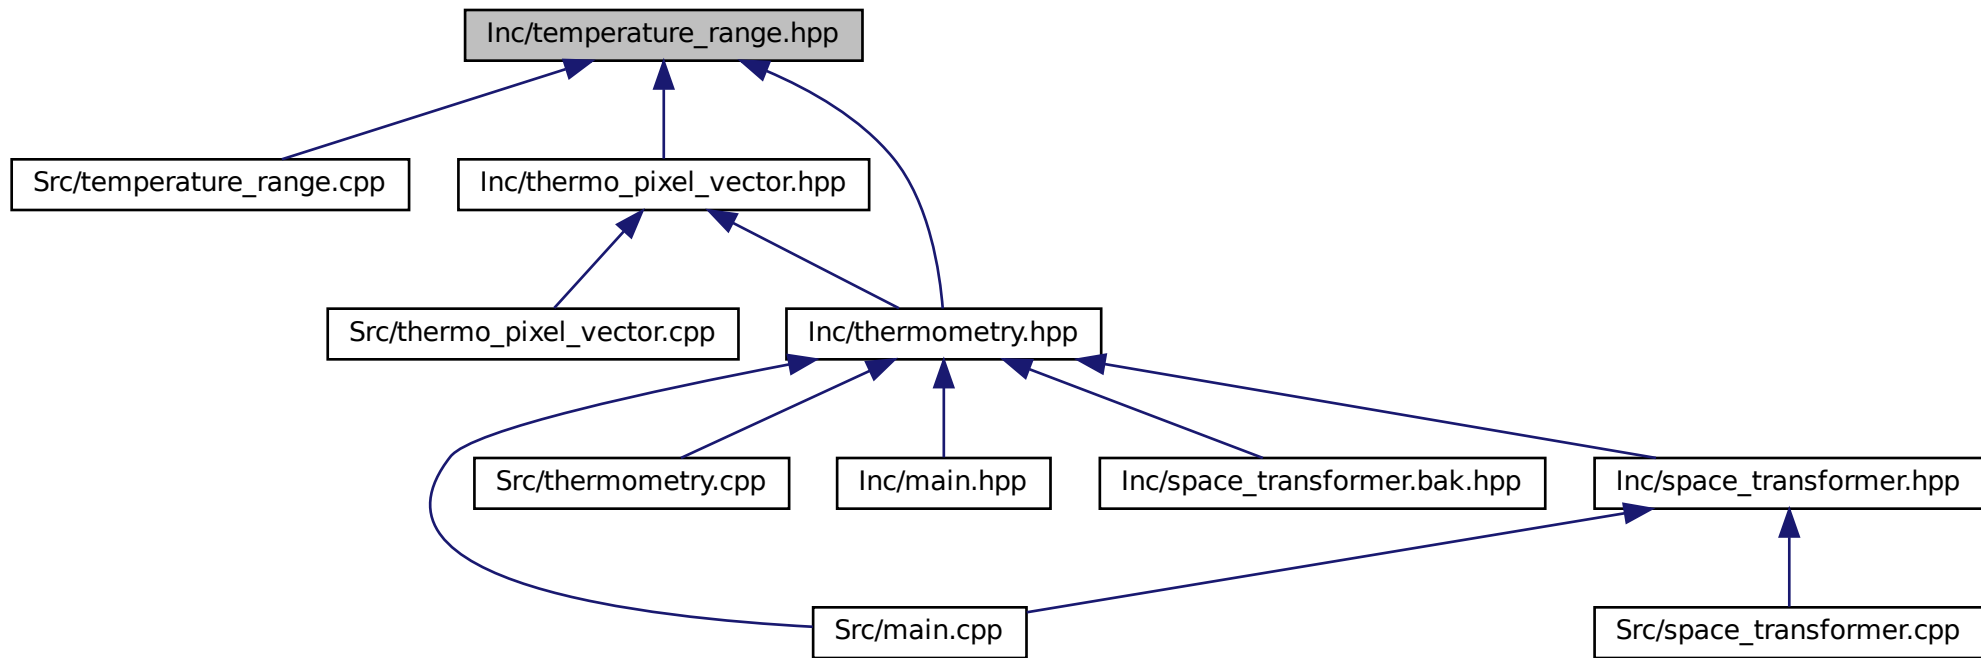 Inc/temperature_range.hpp
Src/temperature_range.cpp
Inc/thermo_pixel_vector.hpp
Src/thermo_pixel_vector.cpp
Inc/thermometry.hpp
Src/thermometry.cpp
Inc/main.hpp
Inc/space_transformer.bak.hpp
Inc/space_transformer.hpp
Src/main.cpp
Src/space_transformer.cpp